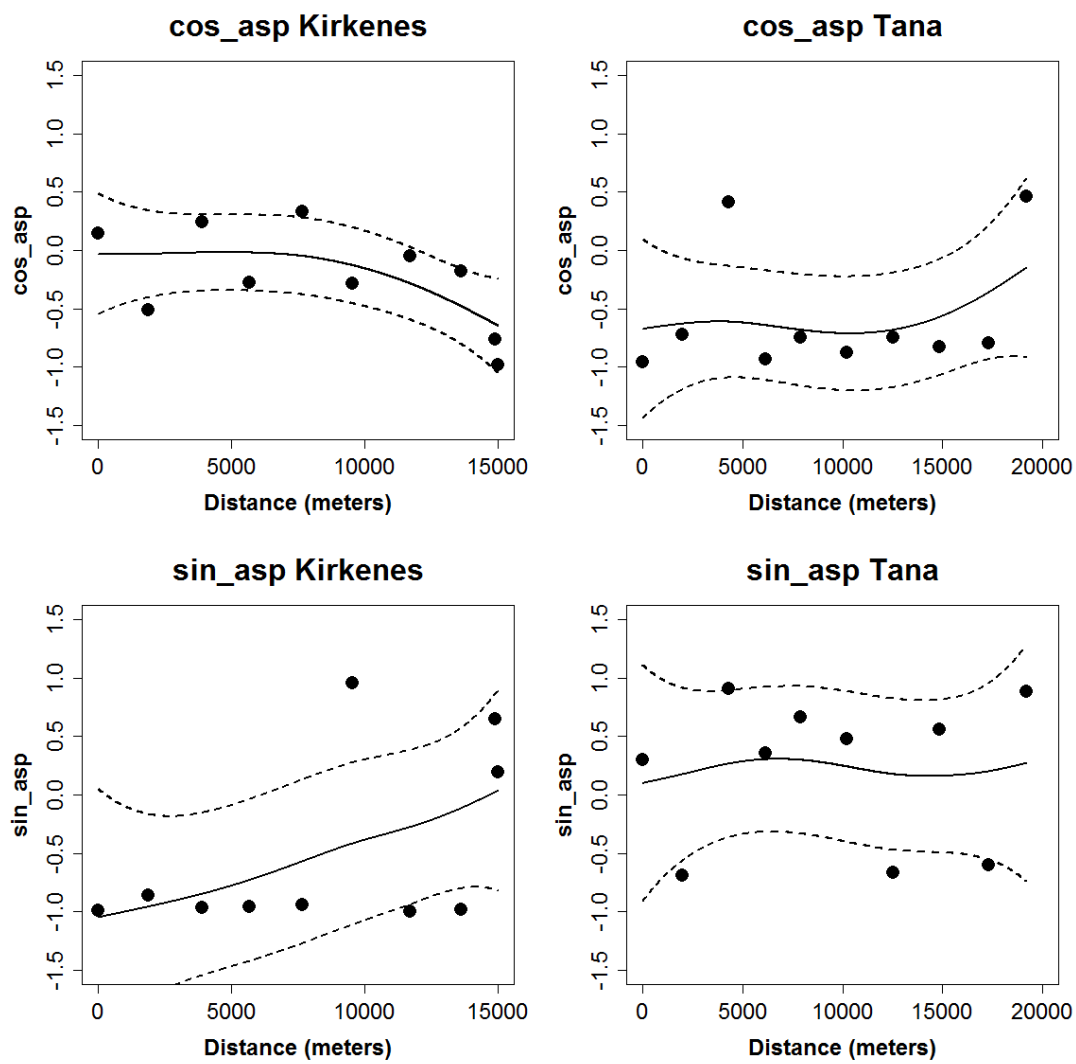 cos_asp Kirkenes
cos_asp
1.5
1.0
0.5
0.0
-0.5
-1.0
-1.5
0 5000 10000 15000
Distance (meters)
cos_asp Tana
cos_asp
1.5
1.0
0.5
0.0
-0.5
-1.0
-1.5
0 5000 10000 15000 20000
Distance (meters)
sin_asp Kirkenes
sin_asp
1.5
1.0
0.5
0.0
-0.5
-1.0
-1.5
0 5000 10000 15000
Distance (meters)
sin_asp Tana
sin_asp
1.5
1.0
0.5
0.0
-0.5
-1.0
-1.5
0 5000 10000 15000 20000
Distance (meters)